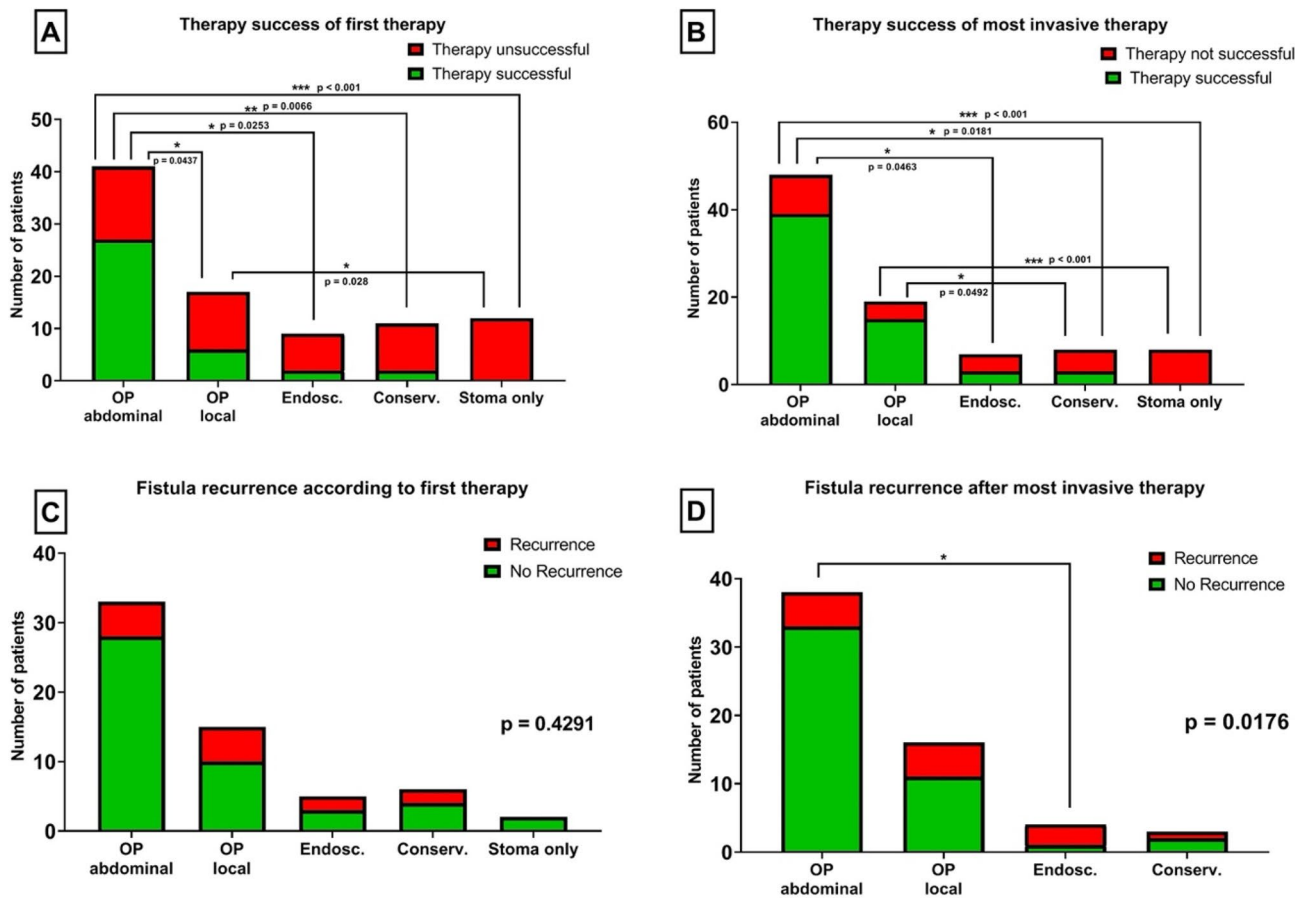 A
Therapy success of first therapy
Therapy unsuccessful
Therapy successful
*** p < 0.001
** p = 0.0066
* p = 0.0253
*
p = 0.0437
*
p = 0.028
Number of patients
50
40
30
20
10
0
OP abdominal
OP local
Endosc.
Conserv.
Stoma only
B
Therapy success of most invasive therapy
Therapy not successful
Therapy successful
*** p < 0.001
* p = 0.0181
*
p = 0.0463
*** p < 0.001
*
p = 0.0492
Number of patients
60
40
20
0
OP abdominal
OP local
Endosc.
Conserv.
Stoma only
C
Fistula recurrence according to first therapy
Recurrence
No Recurrence
p = 0.4291
Number of patients
40
30
20
10
0
OP abdominal
OP local
Endosc.
Conserv.
Stoma only
D
Fistula recurrence after most invasive therapy
Recurrence
No Recurrence
*
p = 0.0176
Number of patients
40
30
20
10
0
OP abdominal
OP local
Endosc.
Conserv.